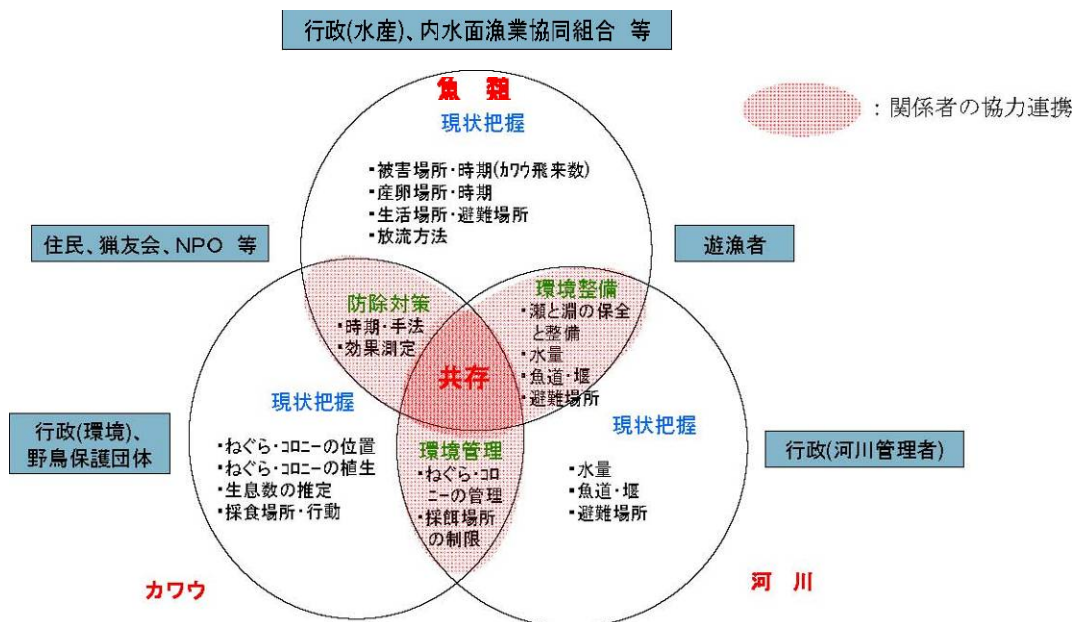 行政(水産)、内水面漁業協同組合 等
魚 類
現状把握
：関係者の協力連携
▪被害場所・時期(カワウ飛来数)
▪産卵場所・時期
▪生活場所・避難場所
▪放流方法
住民、猟友会、NPO 等
遊漁者
防除対策
▪時期・手法
▪効果測定
環境整備
▪瀬と淵の保全
と整備
▪水量
▪魚道・堰
▪避難場所
共存
現状把握
▪ねぐら・コロニーの位置
▪ねぐら・コロニーの植生
▪生息数の推定
▪採食場所・行動
行政(環境)、
野鳥保護団体
環境管理
▪ねぐら・コロ
ニーの管理
▪採餌場所
の制限
現状把握
▪水量
▪魚道・堰
▪避難場所
行政(河川管理者)
カワウ
河 川